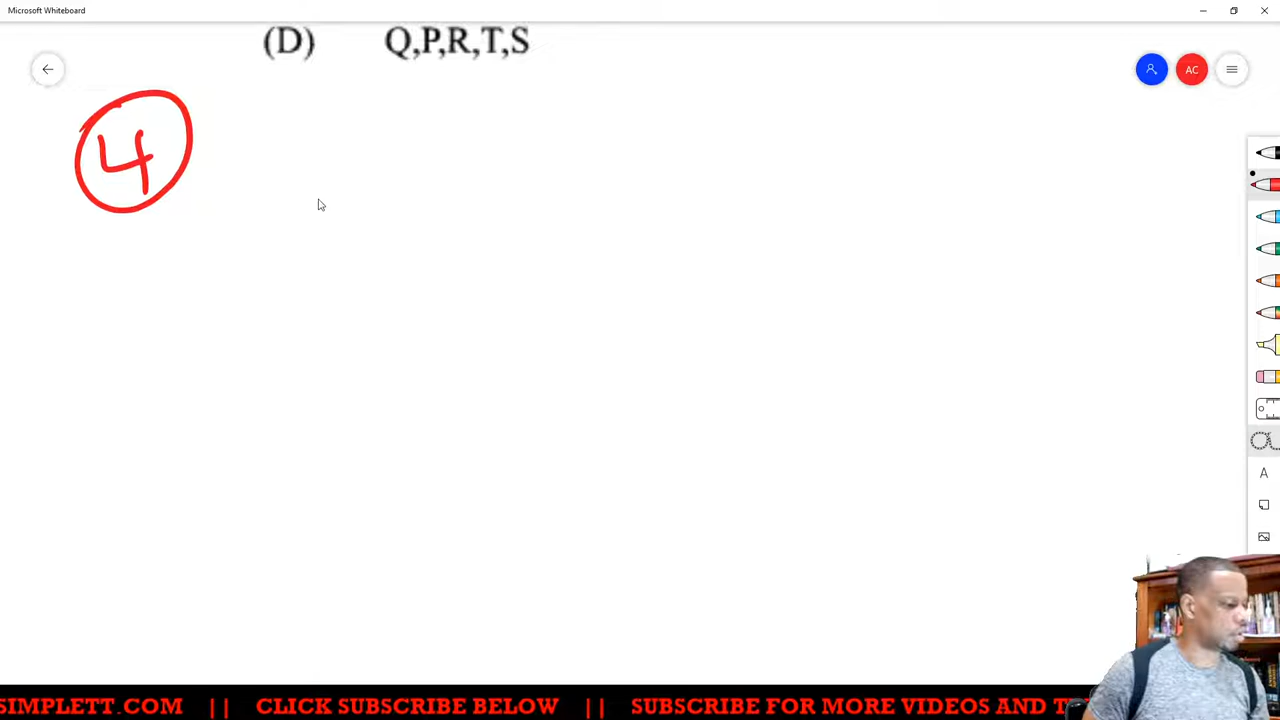 Microsoft Whiteboard
(D) Q,P,R,T,S
AC
4
A
SIMPLETT.COM || CLICK SUBSCRIBE BELOW || SUBSCRIBE FOR MORE VIDEOS AND